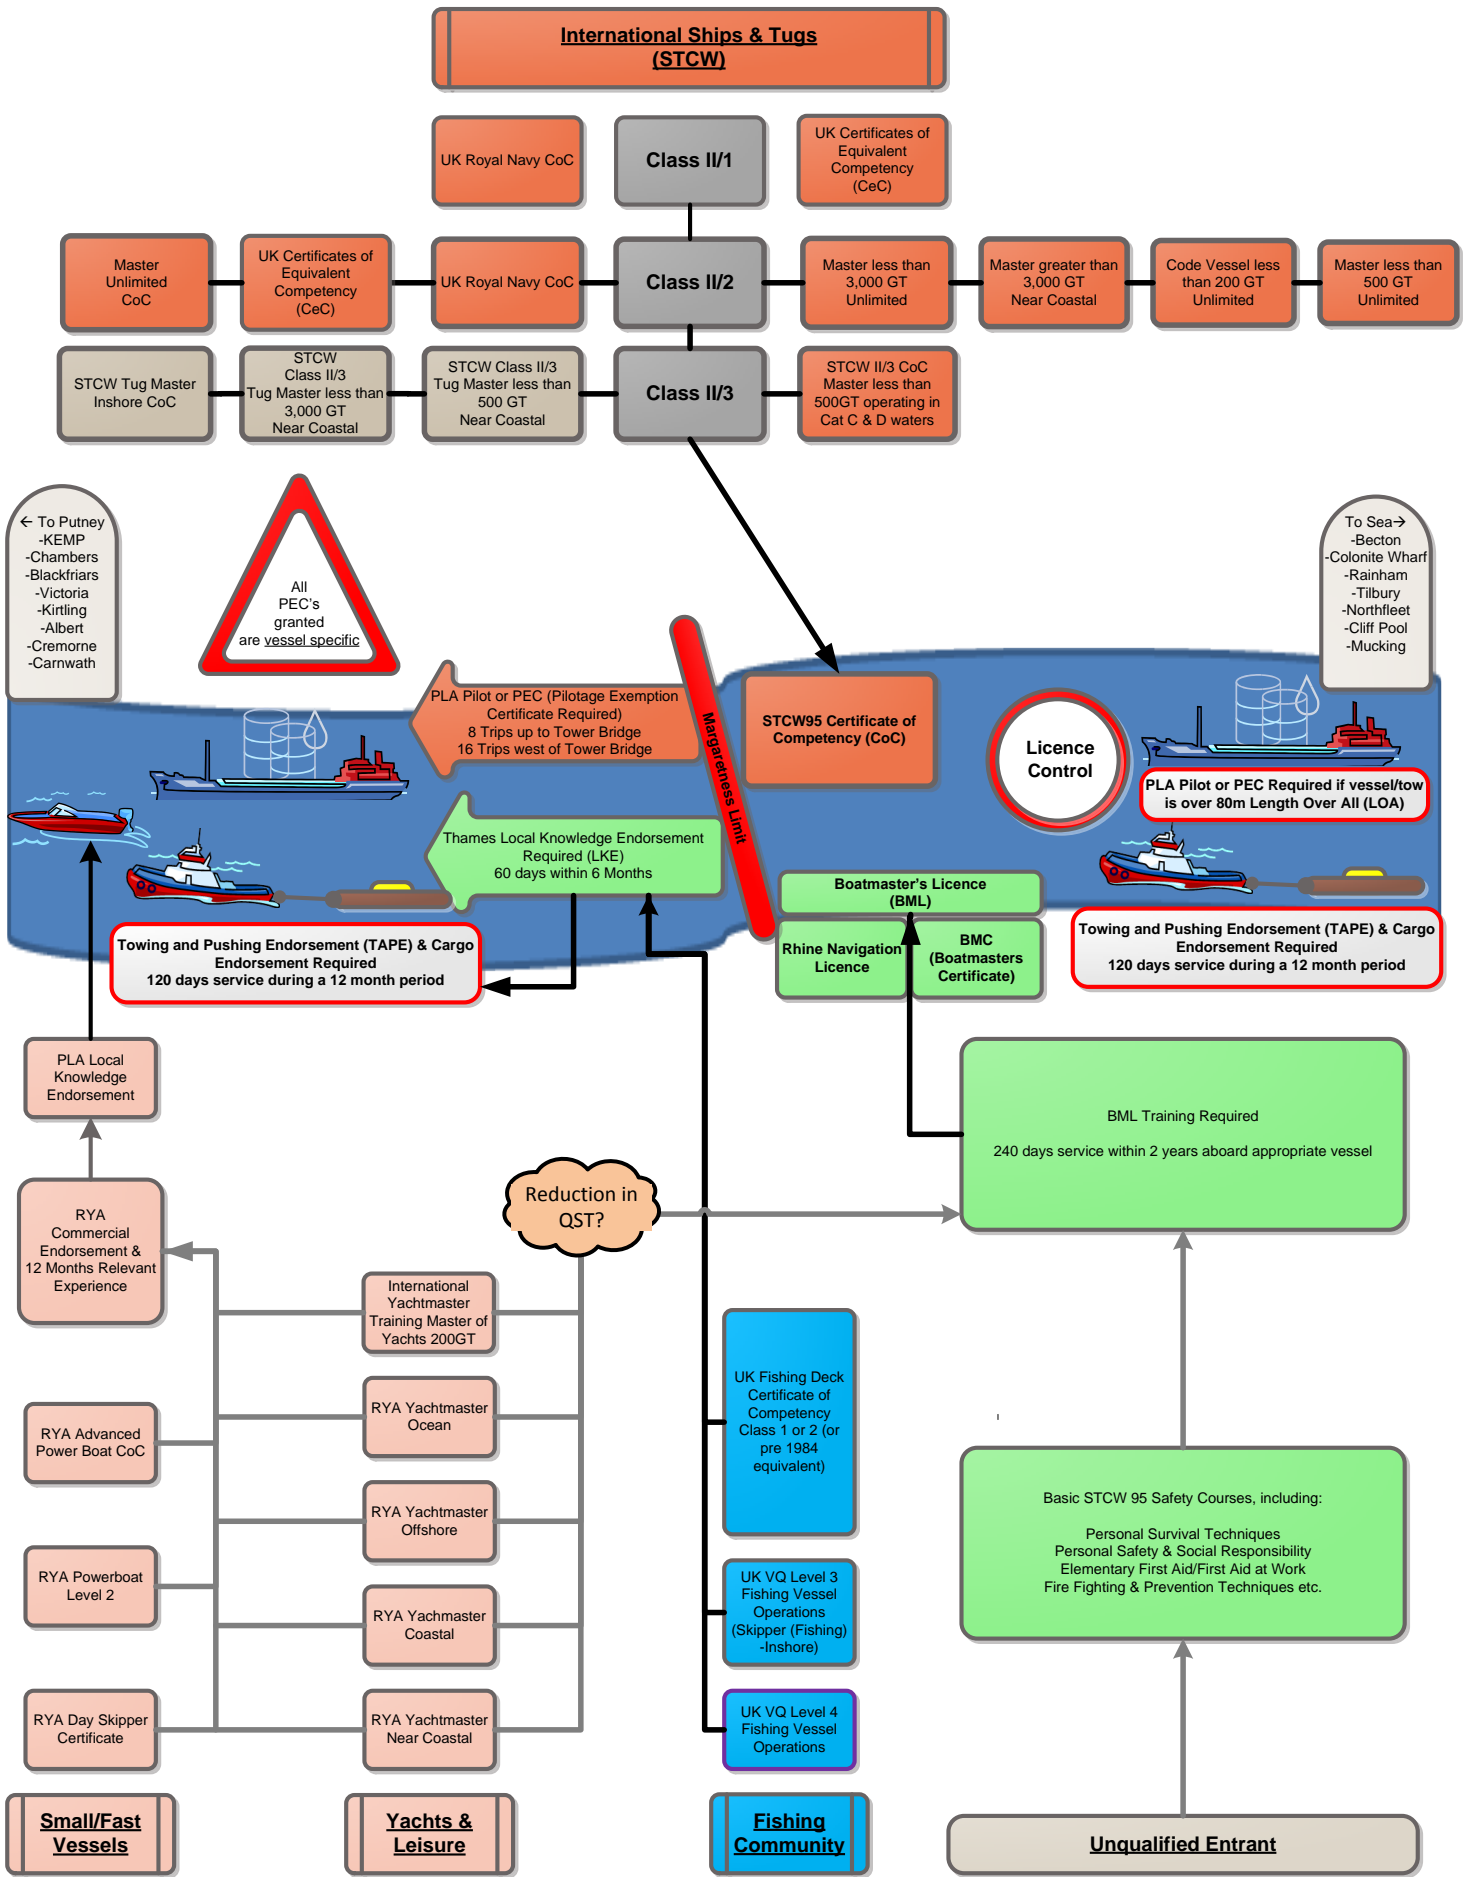 International Ships & Tugs
(STCW)
UK Royal Navy CoC
Class II/1
UK Certificates of
Equivalent
Competency
(CeC)
Master
Unlimited
CoC
UK Certificates of
Equivalent
Competency
(CeC)
UK Royal Navy CoC
Class II/2
Master less than
3,000 GT
Unlimited
Master greater than
3,000 GT
Near Coastal
Code Vessel less
than 200 GT
Unlimited
Master less than
500 GT
Unlimited
STCW Tug Master
Inshore CoC
STCW
Class II/3
Tug Master less than
3,000 GT
Near Coastal
STCW Class II/3
Tug Master less than
500 GT
Near Coastal
Class II/3
STCW II/3 CoC
Master less than
500GT operating in
Cat C & D waters
← To Putney
-KEMP
-Chambers
-Blackfriars
-Victoria
-Kirtling
-Albert
-Cremorne
-Carnwath
All
PEC's
granted
are vessel specific
To Sea→
-Becton
-Colonite Wharf
-Rainham
-Tilbury
-Northfleet
-Cliff Pool
-Mucking
PLA Pilot or PEC (Pilotage Exemption
Certificate Required)
8 Trips up to Tower Bridge
16 Trips west of Tower Bridge
Margaretness Limit
STCW95 Certificate of
Competency (CoC)
Licence
Control
PLA Pilot or PEC Required if vessel/tow
is over 80m Length Over All (LOA)
Thames Local Knowledge Endorsement
Required (LKE)
60 days within 6 Months
Boatmaster's Licence
(BML)
Rhine Navigation
Licence
BMC
(Boatmasters
Certificate)
Towing and Pushing Endorsement (TAPE) & Cargo
Endorsement Required
120 days service during a 12 month period
Towing and Pushing Endorsement (TAPE) & Cargo
Endorsement Required
120 days service during a 12 month period
PLA Local
Knowledge
Endorsement
BML Training Required
240 days service within 2 years aboard appropriate vessel
RYA
Commercial
Endorsement &
12 Months Relevant
Experience
Reduction in
QST?
International
Yachtmaster
Training Master of
Yachts 200GT
RYA Advanced
Power Boat CoC
RYA Yachtmaster
Ocean
UK Fishing Deck
Certificate of
Competency
Class 1 or 2 (or
pre 1984
equivalent)
RYA Yachtmaster
Offshore
Basic STCW 95 Safety Courses, including:
Personal Survival Techniques
Personal Safety & Social Responsibility
Elementary First Aid/First Aid at Work
Fire Fighting & Prevention Techniques etc.
RYA Powerboat
Level 2
RYA Yachmaster
Coastal
UK VQ Level 3
Fishing Vessel
Operations
(Skipper (Fishing)
-Inshore)
RYA Day Skipper
Certificate
RYA Yachtmaster
Near Coastal
UK VQ Level 4
Fishing Vessel
Operations
Small/Fast
Vessels
Yachts &
Leisure
Fishing
Community
Unqualified Entrant